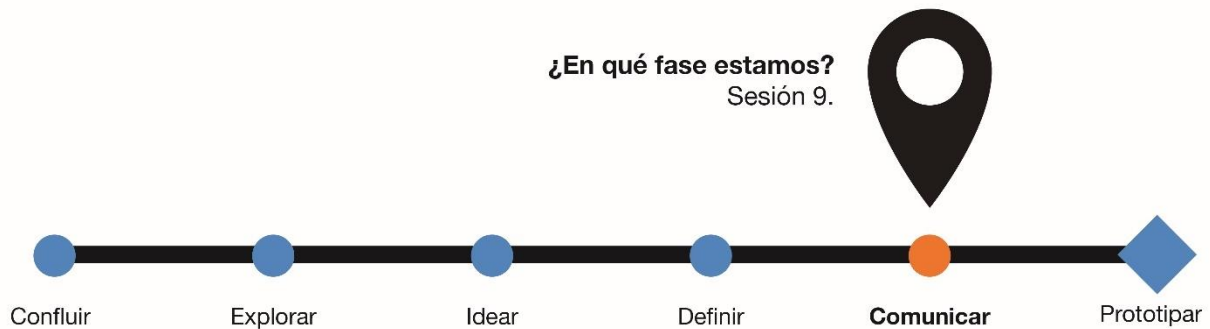 ¿En qué fase estamos?
Sesión 9.
Confluir
Explorar
Idear
Definir
Comunicar
Prototipar